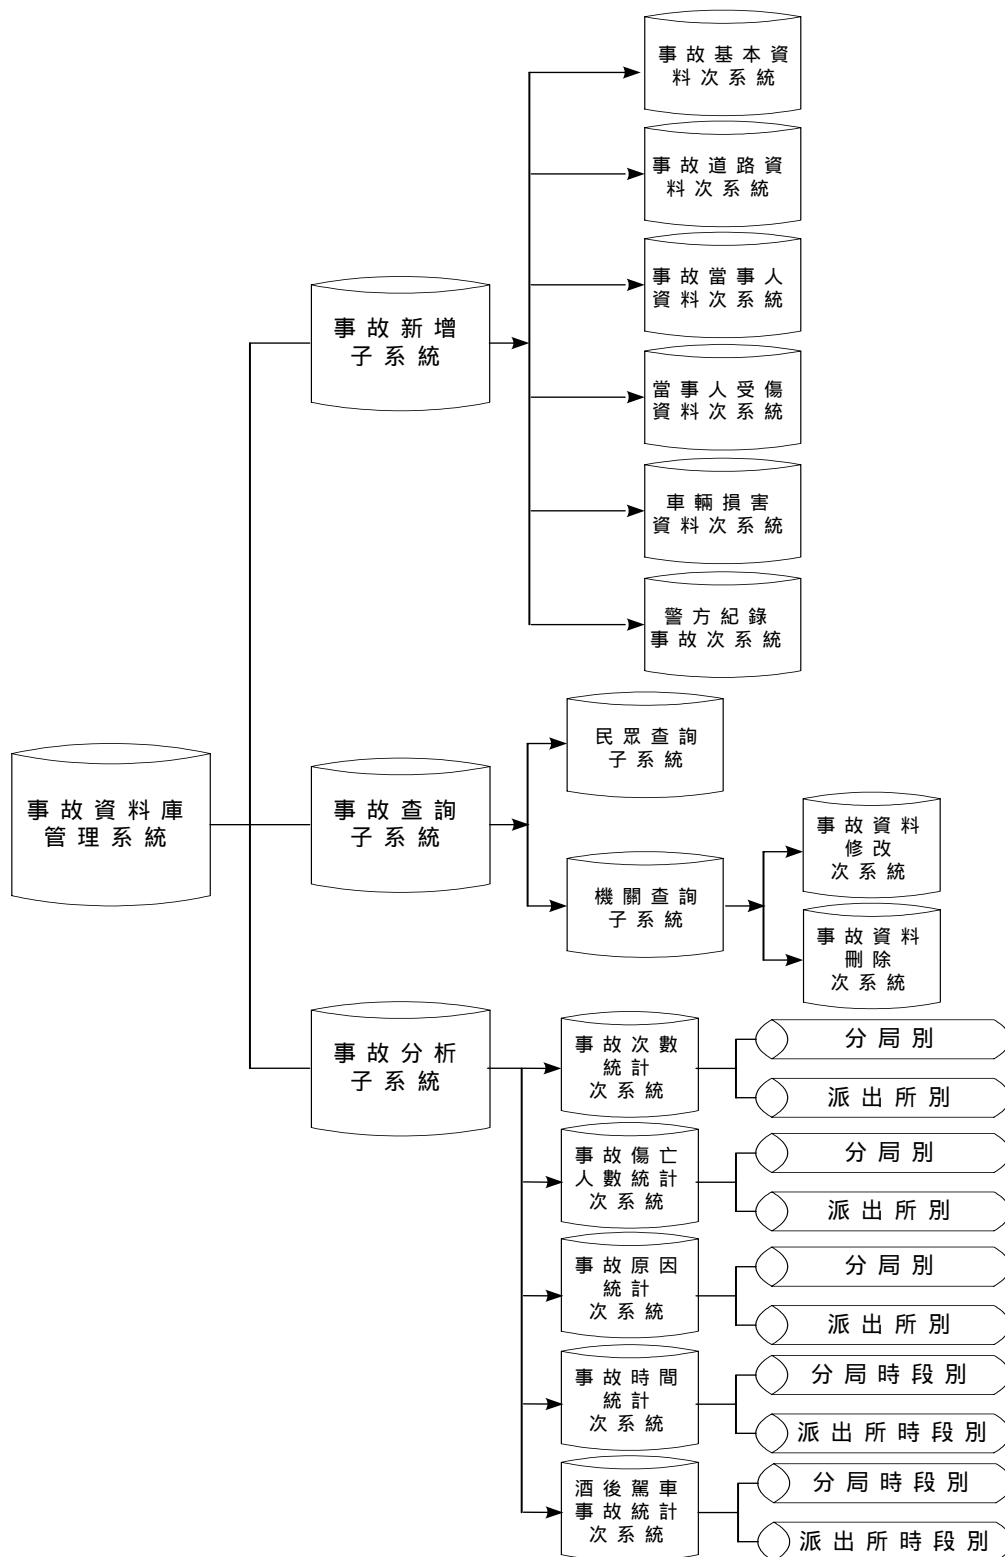 事故資料庫
管理系統
事故新增
子系統
事故基本資
料次系統
事故道路資
料次系統
事故當事人
資料次系統
當事人受傷
資料次系統
車輛損害
資料次系統
警方紀錄
事故次系統
事故查詢
子系統
民眾查詢
子系統
機關查詢
子系統
事故資料
修改
次系統
事故資料
刪除
次系統
事故分析
子系統
事故次數
統計
次系統
分局別
派出所別
事故傷亡
人數統計
次系統
分局別
派出所別
事故原因
統計
次系統
分局別
派出所別
事故時間
統計
次系統
分局時段別
派出所時段別
酒後駕車
事故統計
次系統
分局時段別
派出所時段別